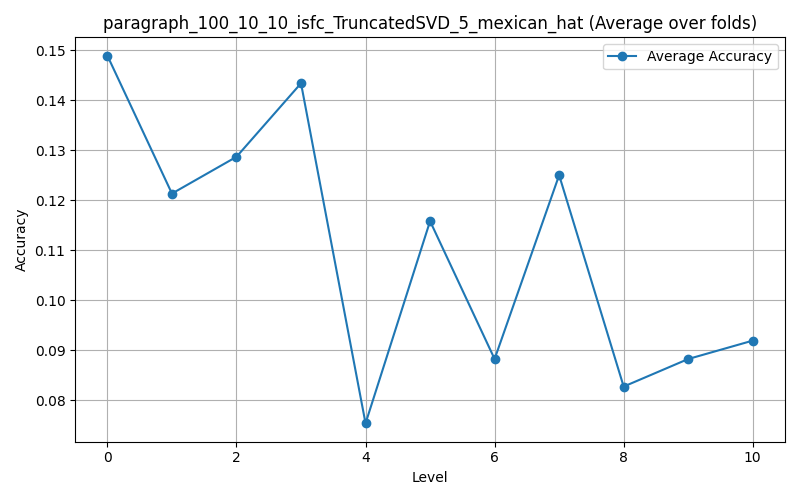 paragraph_100_10_10_isfc_TruncatedSVD_5_mexican_hat (Average over folds)
Average Accuracy
0.15
0.14
0.13
0.12
0.11
0.10
0.09
0.08
Accuracy
0 2 4 6 8 10
Level